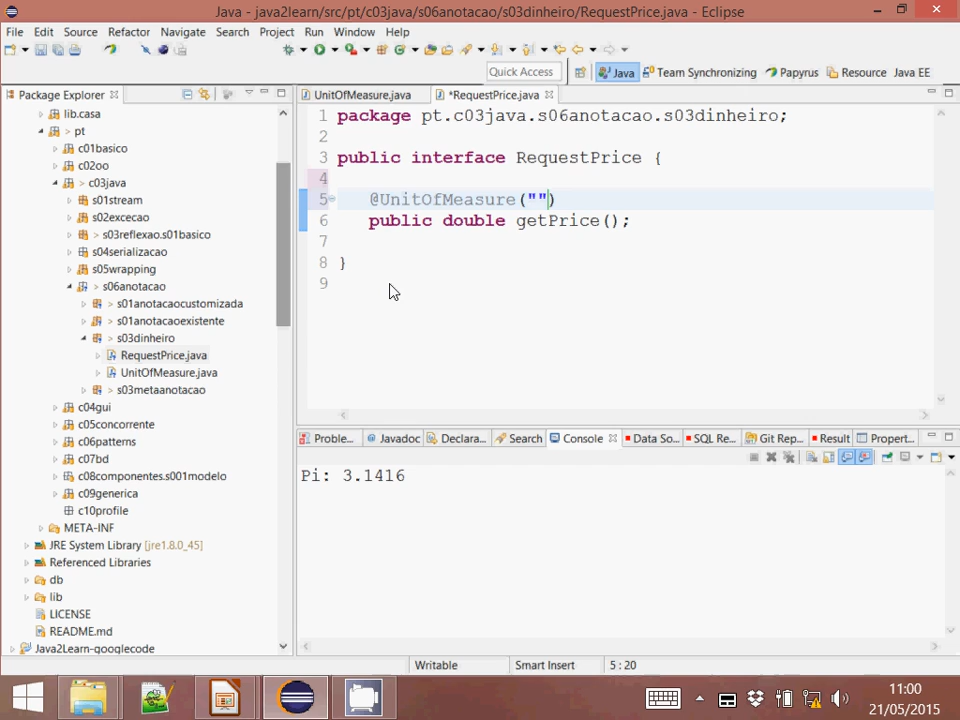 Java - java2learn/src/pt/c03java/s06anotacao/s03dinheiro/RequestPrice.java - Eclipse
File Edit Source Refactor Navigate Search Project Run Window Help
Quick Access Java Team Synchronizing Papyrus Resource Java EE
Package Explorer
lib.casa
> pt
c01basico
c02oo
> c03java
s01stream
s02excecao
> s03reflexao.s01basico
s04serializacao
s05wrapping
> s06anotacao
> s01anotacaocustomizada
> s01anotacaoexistente
> s03dinheiro
RequestPrice.java
UnitOfMeasure.java
> s03metaanotacao
c04gui
c05concorrente
c06patterns
c07bd
c08componentes.s001modelo
c09generica
c10profile
META-INF
JRE System Library [jre1.8.0_45]
Referenced Libraries
db
lib
LICENSE
README.md
Java2Learn-googlecode
UnitOfMeasure.java *RequestPrice.java
1 package pt.c03java.s06anotacao.s03dinheiro;
2
3 public interface RequestPrice {
4
5 @UnitOfMeasure("")
6 public double getPrice();
7
8 }
9
Proble... Javadoc Declara... Search Console Data So... SQL Re... Git Rep... Result Propert...
Pi: 3.1416
Writable Smart Insert 5 : 20
11:00
21/05/2015